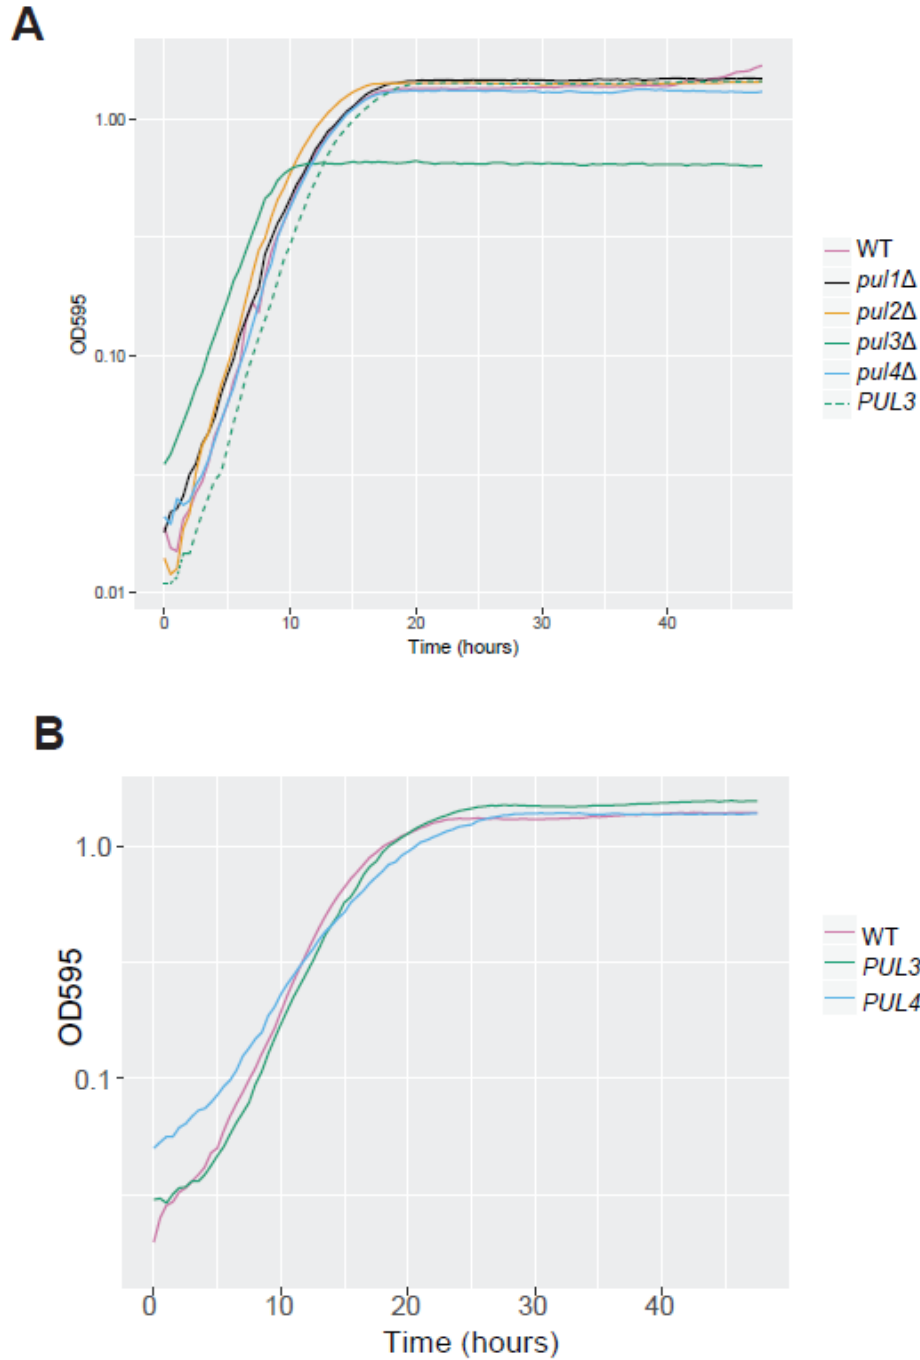 A
1.00
0.10
0.01
OD595
0
10
20
30
40
Time (hours)
WT
pul1Δ
pul2Δ
pul3Δ
pul4Δ
PUL3
B
1.0
0.1
OD595
0
10
20
30
40
Time (hours)
WT
PUL3
PUL4